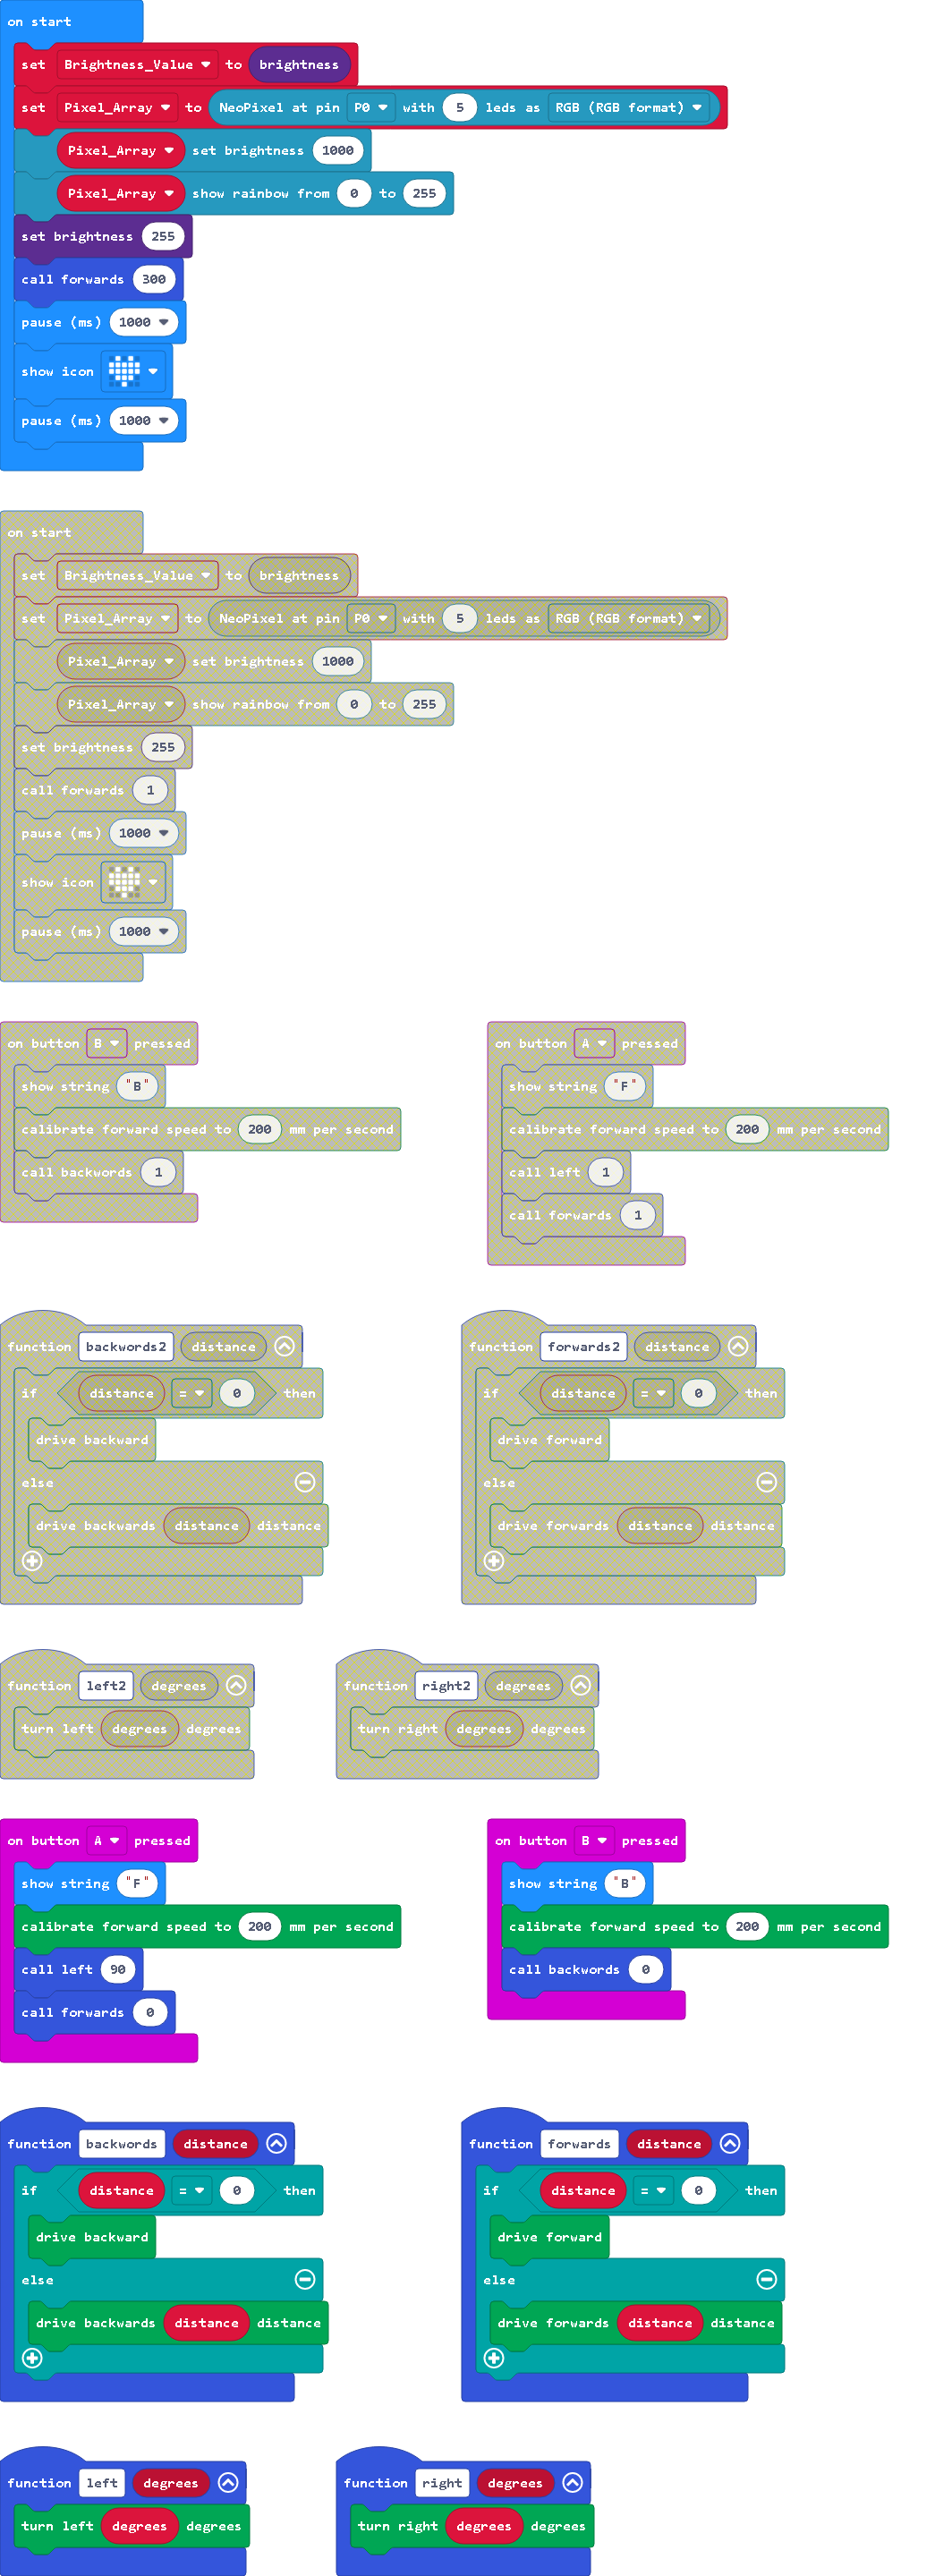 on start
set Brightness_Value to brightness
set Pixel_Array to NeoPixel at pin P0 with 5 leds as RGB (RGB format)
Pixel_Array set brightness 1000
Pixel_Array show rainbow from 0 to 255
set brightness 255
call forwards 300
pause (ms) 1000
show icon
pause (ms) 1000
on start
set Brightness_Value to brightness
set Pixel_Array to NeoPixel at pin P0 with 5 leds as RGB (RGB format)
Pixel_Array set brightness 1000
Pixel_Array show rainbow from 0 to 255
set brightness 255
call forwards 1
pause (ms) 1000
show icon
pause (ms) 1000
on button B pressed
show string "B"
calibrate forward speed to 200 mm per second
call backwords 1
on button A pressed
show string "F"
calibrate forward speed to 200 mm per second
call left 1
call forwards 1
function backwords2 distance
if distance = 0 then
drive backward
else
drive backwards distance distance
function forwards2 distance
if distance = 0 then
drive forward
else
drive forwards distance distance
function left2 degrees
turn left degrees degrees
function right2 degrees
turn right degrees degrees
on button A pressed
show string "F"
calibrate forward speed to 200 mm per second
call left 90
call forwards 0
on button B pressed
show string "B"
calibrate forward speed to 200 mm per second
call backwords 0
function backwords distance
if distance = 0 then
drive backward
else
drive backwards distance distance
function forwards distance
if distance = 0 then
drive forward
else
drive forwards distance distance
function left degrees
turn left degrees degrees
function right degrees
turn right degrees degrees